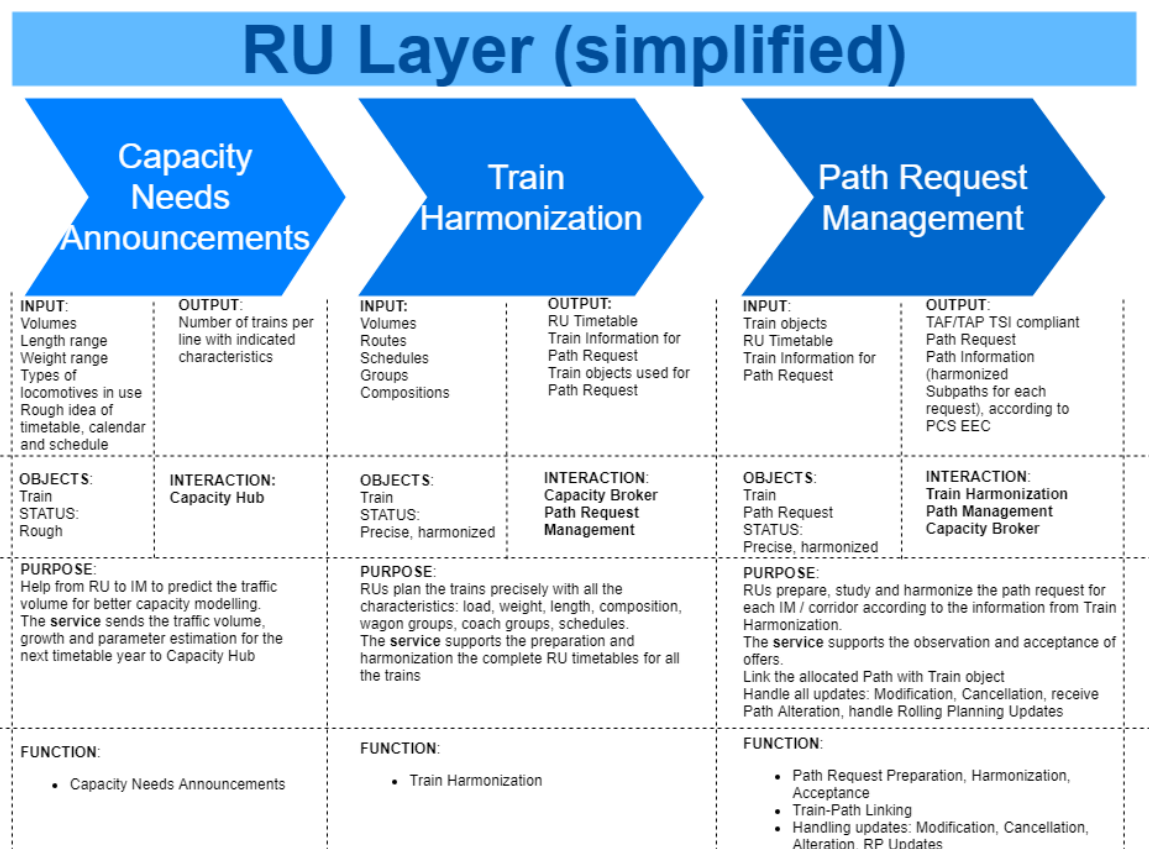 RU Layer (simplified)
Capacity
Needs
Announcements
INPUT:
Volumes
Length range
Weight range
Types of
locomotives in use
Rough idea of
timetable, calendar
and schedule
OUTPUT:
Number of trains per
line with indicated
characteristics
OBJECTS:
Train
STATUS:
Rough
INTERACTION:
Capacity Hub
PURPOSE:
Help from RU to IM to predict the traffic
volume for better capacity modelling.
The service sends the traffic volume,
growth and parameter estimation for the
next timetable year to Capacity Hub
FUNCTION:
• Capacity Needs Announcements
Train
Harmonization
INPUT:
Volumes
Routes
Schedules
Groups
Compositions
OUTPUT:
RU Timetable
Train Information for
Path Request
Train objects used for
Path Request
OBJECTS:
Train
STATUS:
Precise, harmonized
INTERACTION:
Capacity Broker
Path Request
Management
PURPOSE:
RUs plan the trains precisely with all the
characteristics: load, weight, length, composition,
wagon groups, coach groups, schedules.
The service supports the preparation and
harmonization the complete RU timetables for all
the trains
FUNCTION:
• Train Harmonization
Path Request
Management
INPUT:
Train objects
RU Timetable
Train Information for
Path Request
OUTPUT:
TAF/TAP TSI compliant
Path Request
Path Information
(harmonized
Subpaths for each
request), according to
PCS EEC
OBJECTS:
Train
Path Request
STATUS:
Precise, harmonized
INTERACTION:
Train Harmonization
Path Management
Capacity Broker
PURPOSE:
RUs prepare, study and harmonize the path request for
each IM / corridor according to the information from Train
Harmonization.
The service supports the observation and acceptance of
offers.
Link the allocated Path with Train object
Handle all updates: Modification, Cancellation, receive
Path Alteration, handle Rolling Planning Updates
FUNCTION:
• Path Request Preparation, Harmonization,
Acceptance
• Train-Path Linking
• Handling updates: Modification, Cancellation,
Alteration, RP Updates